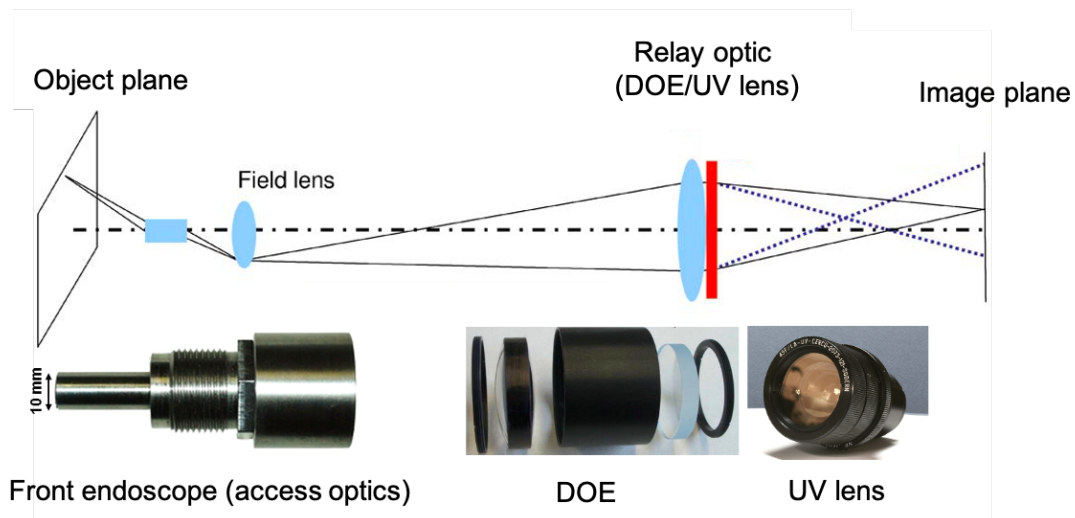 Object plane
Relay optic
(DOE/UV lens)
Image plane
Field lens
10 mm
Front endoscope (access optics)
DOE
UV lens